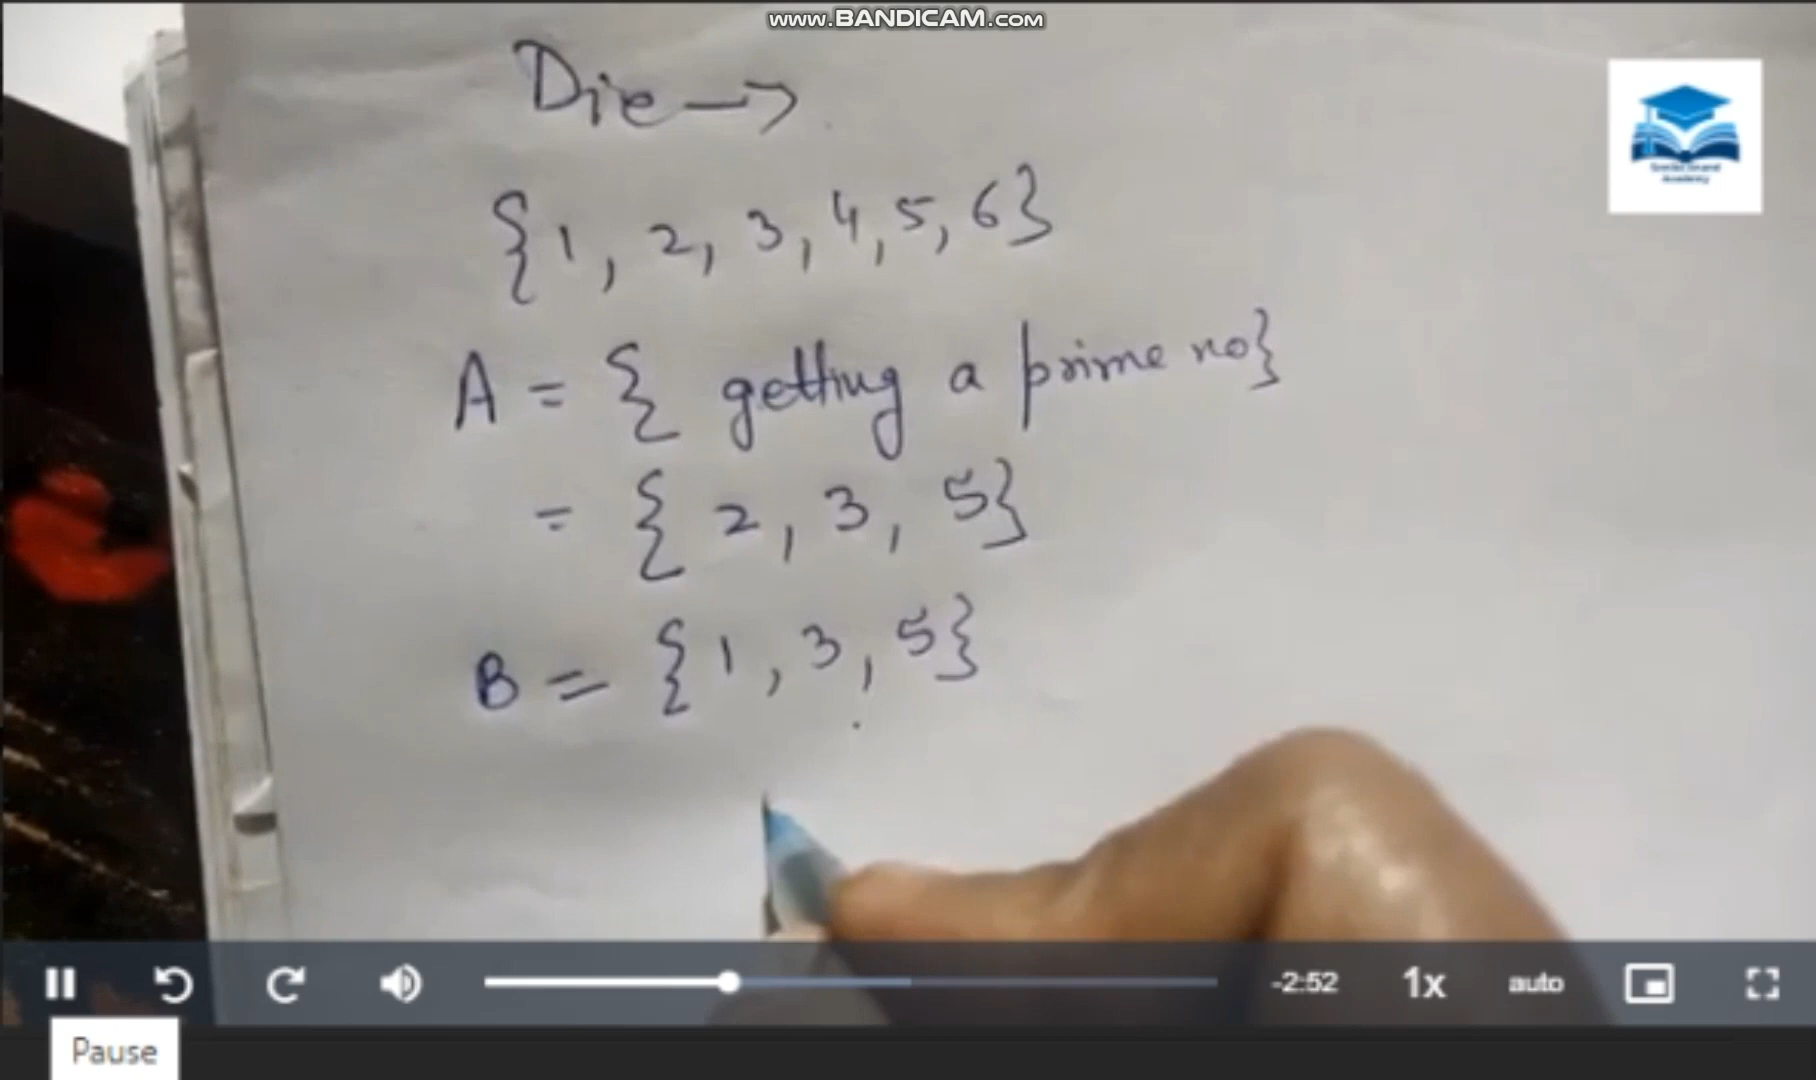 www.BANDICAM.com
Die →
{1, 2, 3, 4, 5, 6}
A = { getting a prime no}
= { 2, 3, 5}
B = {1, 3, 5}
Academy
-2:52
1x
auto
Pause